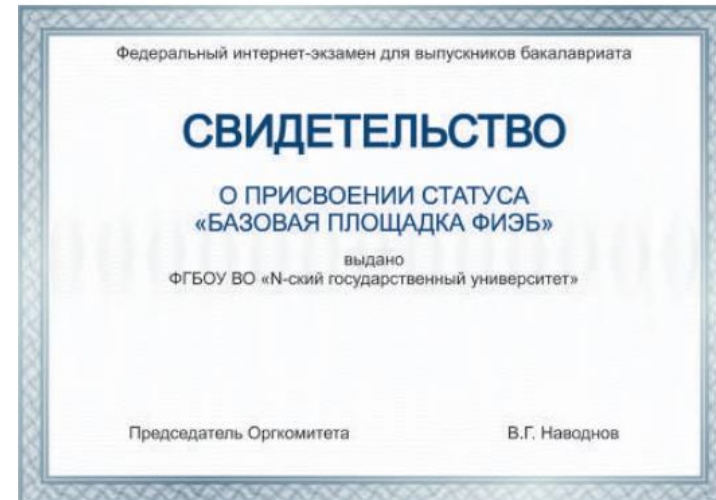 Федеральный интернет-экзамен для выпускников бакалавриата
СВИДЕТЕЛЬСТВО
О ПРИСВОЕНИИ СТАТУСА
«БАЗОВАЯ ПЛОЩАДКА ФИЭБ»
выдано
ФГБОУ ВО «N-ский государственный университет»
Председатель Оргкомитета В.Г. Наводнов